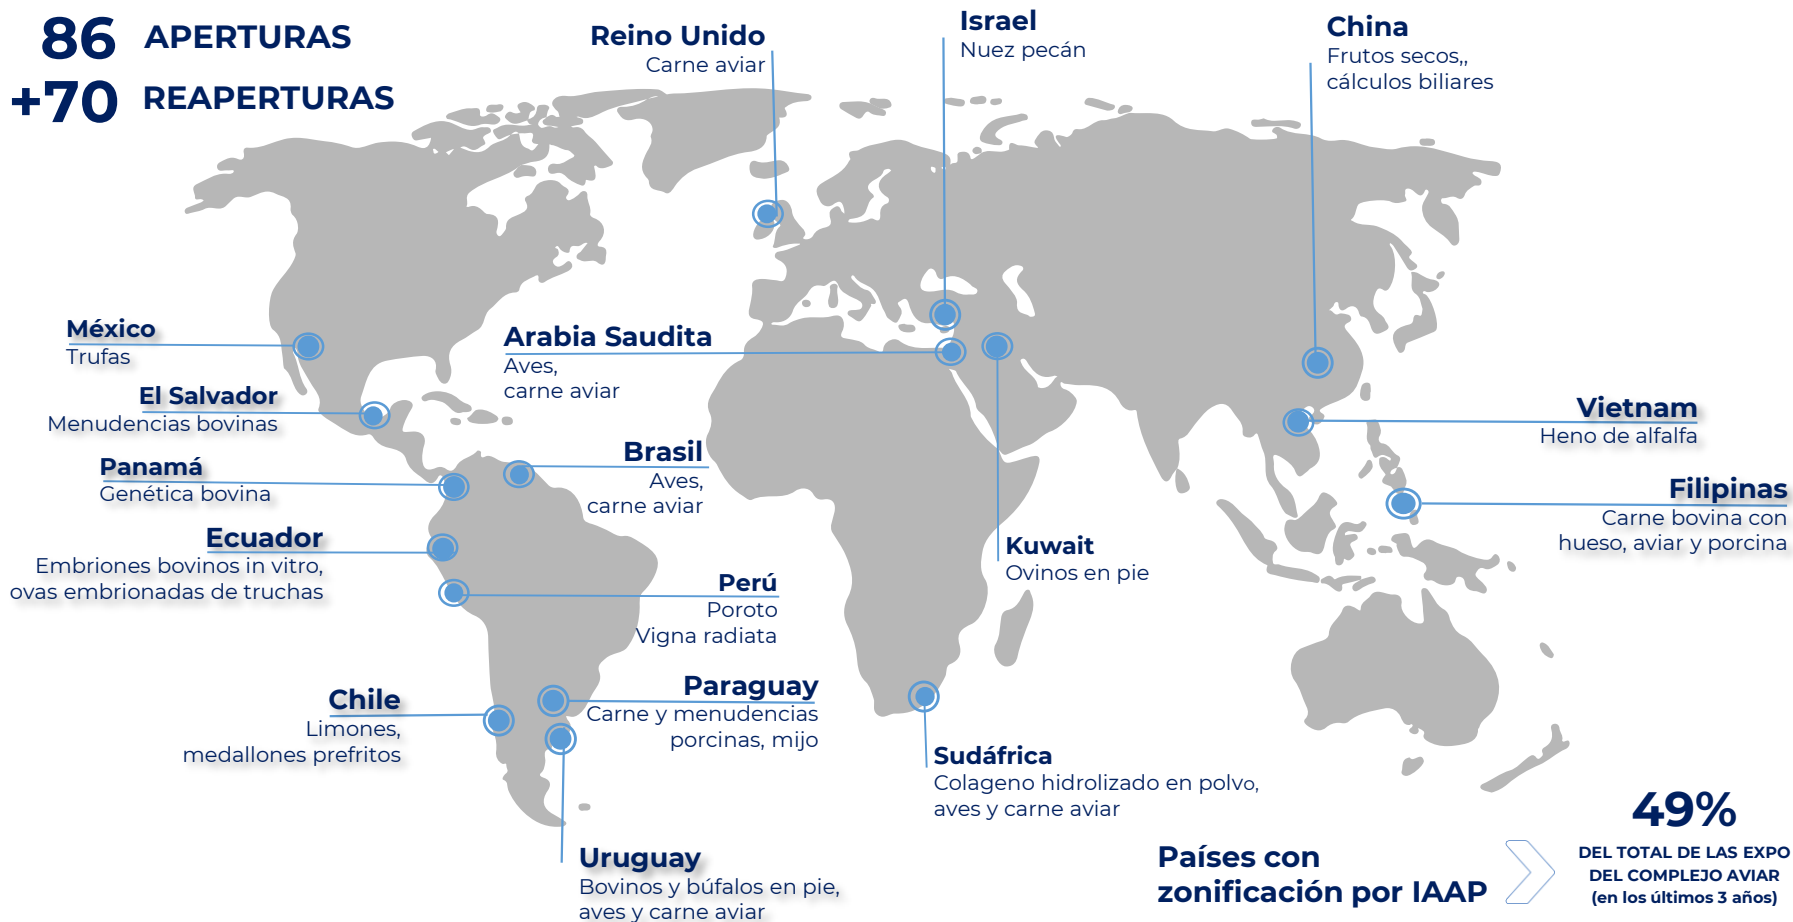 86 APERTURAS
+70 REAPERTURAS
Reino Unido
Carne aviar
Israel
Nuez pecán
China
Frutos secos,,
cálculos biliares
México
Trufas
Arabia Saudita
Aves,
carne aviar
El Salvador
Menudencias bovinas
Vietnam
Heno de alfalfa
Panamá
Genética bovina
Brasil
Aves,
carne aviar
Filipinas
Carne bovina con
hueso, aviar y porcina
Ecuador
Embriones bovinos in vitro,
ovas embrionadas de truchas
Kuwait
Ovinos en pie
Perú
Poroto
Vigna radiata
Chile
Limones,
medallones prefritos
Paraguay
Carne y menudencias
porcinas, mijo
Sudáfrica
Colageno hidrolizado en polvo,
aves y carne aviar
Uruguay
Bovinos y búfalos en pie,
aves y carne aviar
Países con
zonificación por IAAP
49%
DEL TOTAL DE LAS EXPO
DEL COMPLEJO AVIAR
(en los últimos 3 años)